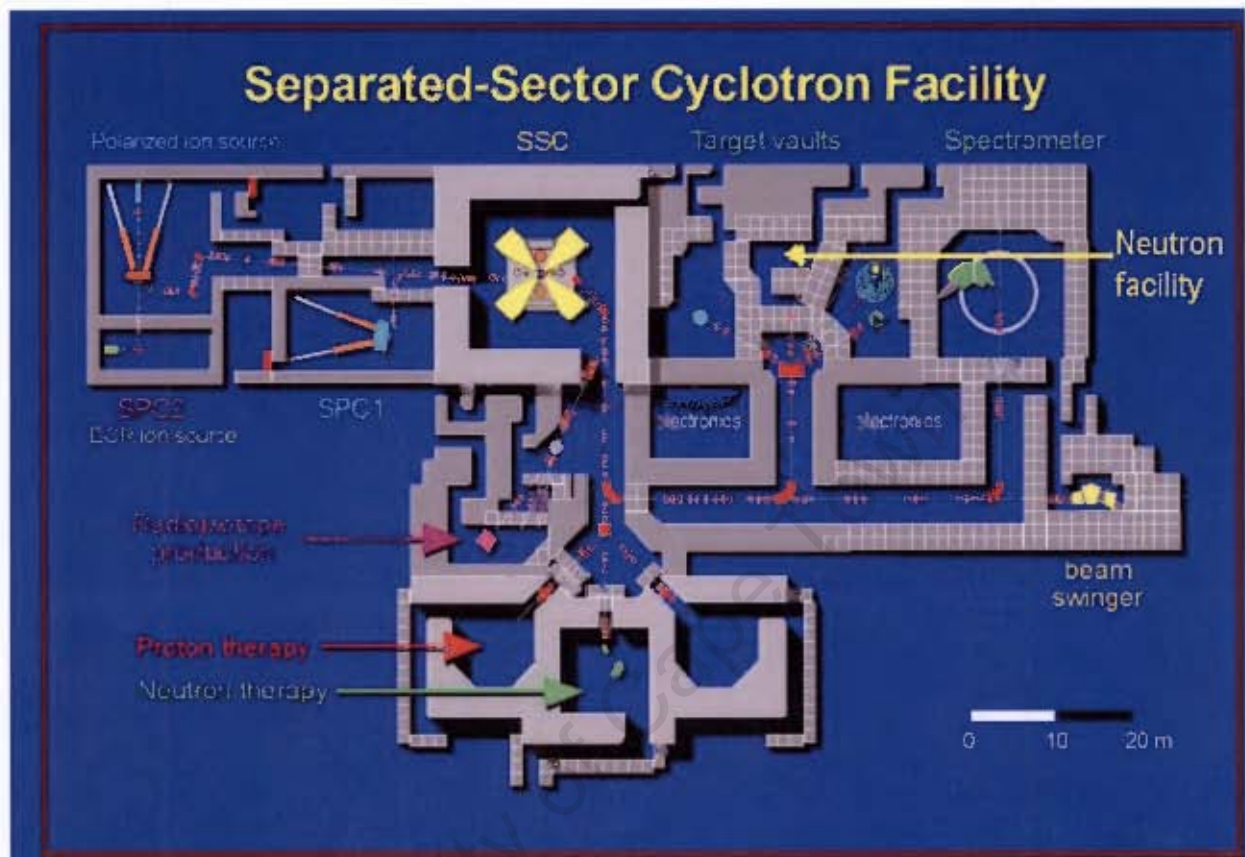 Separated-Sector Cyclotron Facility
Polarized ion source
SSC
Target vaults
Spectrometer
Neutron
facility
SPC2
ECR ion source
SPC1
electronics
electronics
Radioisotope
production
beam
swinger
Proton therapy
Neutron therapy
0 10 20 m